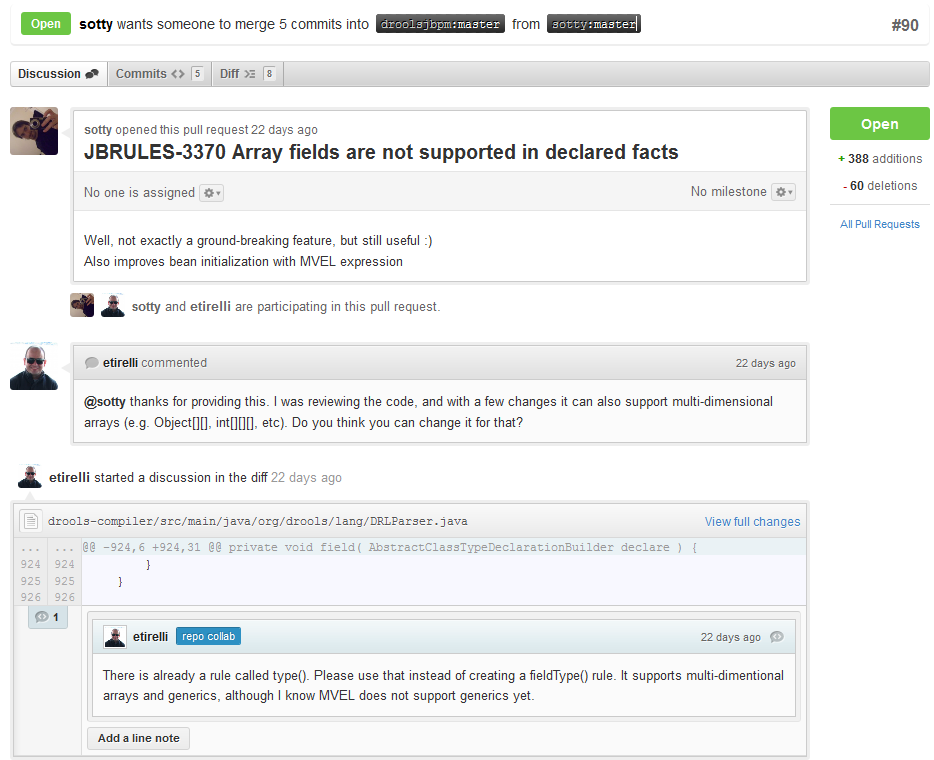 Open sotty wants someone to merge 5 commits into droolsjbpm:master from sotty:master #90
Discussion Commits 5 Diff 8
sotty opened this pull request 22 days ago
JBRULES-3370 Array fields are not supported in declared facts
No one is assigned No milestone
Well, not exactly a ground-breaking feature, but still useful :)
Also improves bean initialization with MVEL expression
Open
+ 388 additions
- 60 deletions
All Pull Requests
sotty and etirelli are participating in this pull request.
etirelli commented 22 days ago
@sotty thanks for providing this. I was reviewing the code, and with a few changes it can also support multi-dimensional
arrays (e.g. Object[][], int[][][], etc). Do you think you can change it for that?
etirelli started a discussion in the diff 22 days ago
drools-compiler/src/main/java/org/drools/lang/DRLParser.java View full changes
... ... @@ -924,6 +924,31 @@ private void field( AbstractClassTypeDeclarationBuilder declare ) {
924 924 }
925 925 }
926 926
1
etirelli repo collab 22 days ago
There is already a rule called type(). Please use that instead of creating a fieldType() rule. It supports multi-dimentional
arrays and generics, although I know MVEL does not support generics yet.
Add a line note